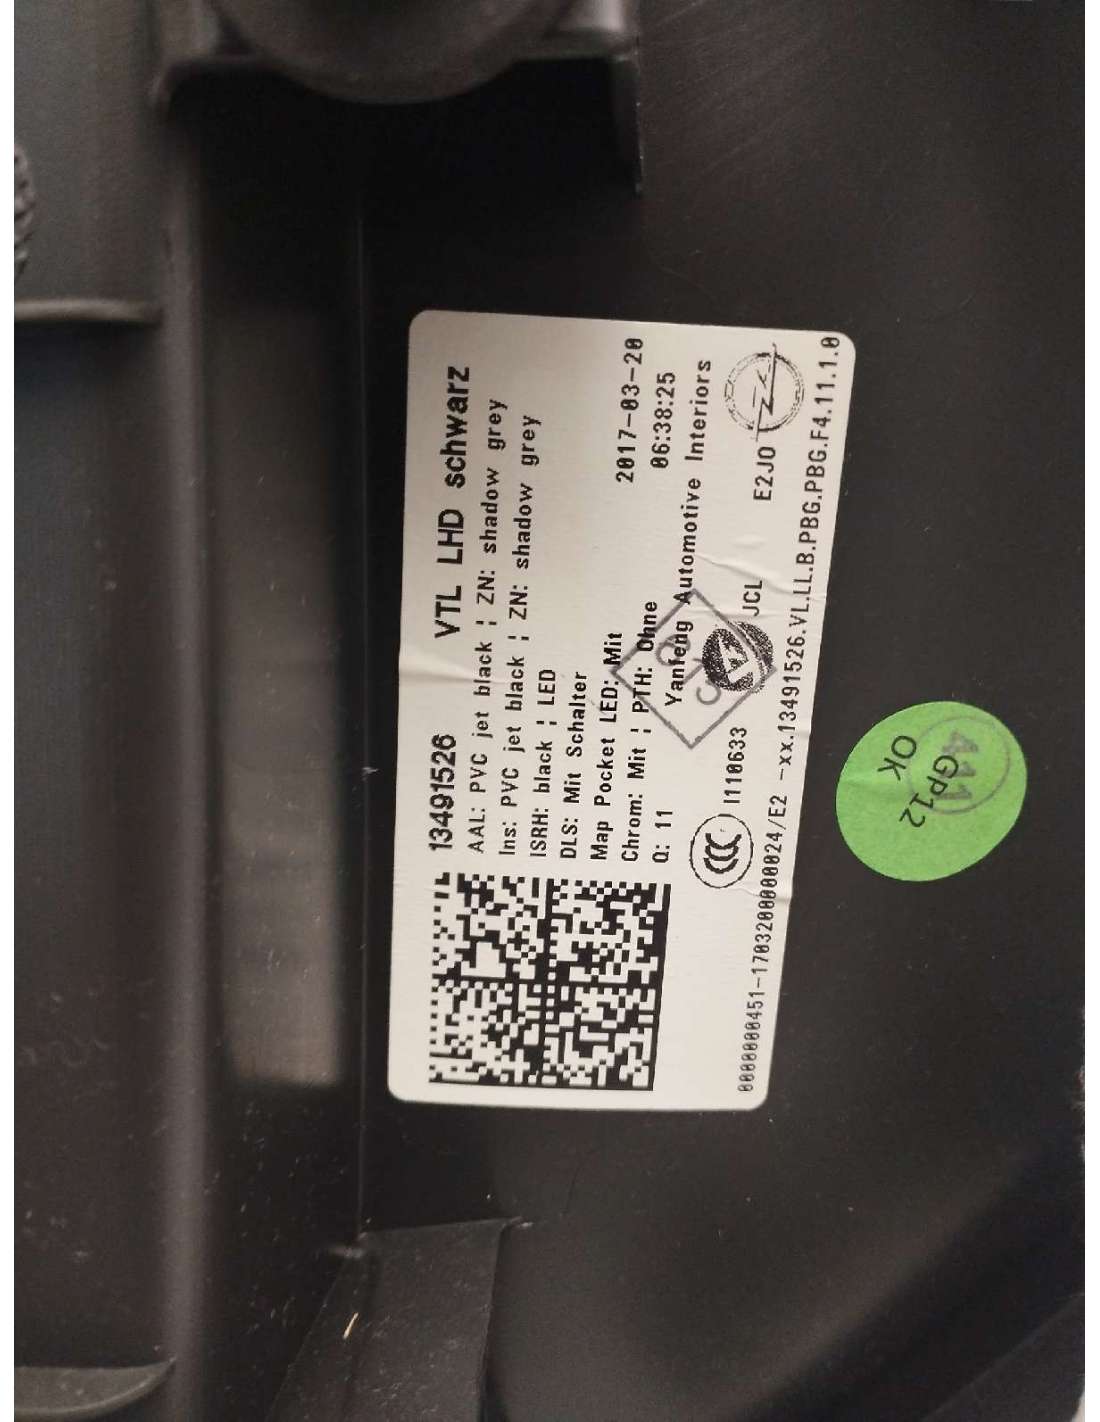 13491526 VTL LHD schwarz
AAL: PVC jet black ¦ ZN: shadow grey
Ins: PVC jet black ¦ ZN: shadow grey
ISRH: black ¦ LED
DLS: Mit Schalter
Map Pocket LED: Mit
Chrom: Mit ¦ PTH: Ohne 2017-03-20
Q: 11 06:38:25
Yanfeng Automotive Interiors
CCC I110633 JCL E2JO
0000000451-1703200000024/E2 -xx.13491526.VL.LL.B.PBG.PBG.F4.11.1.0
GP12
OK